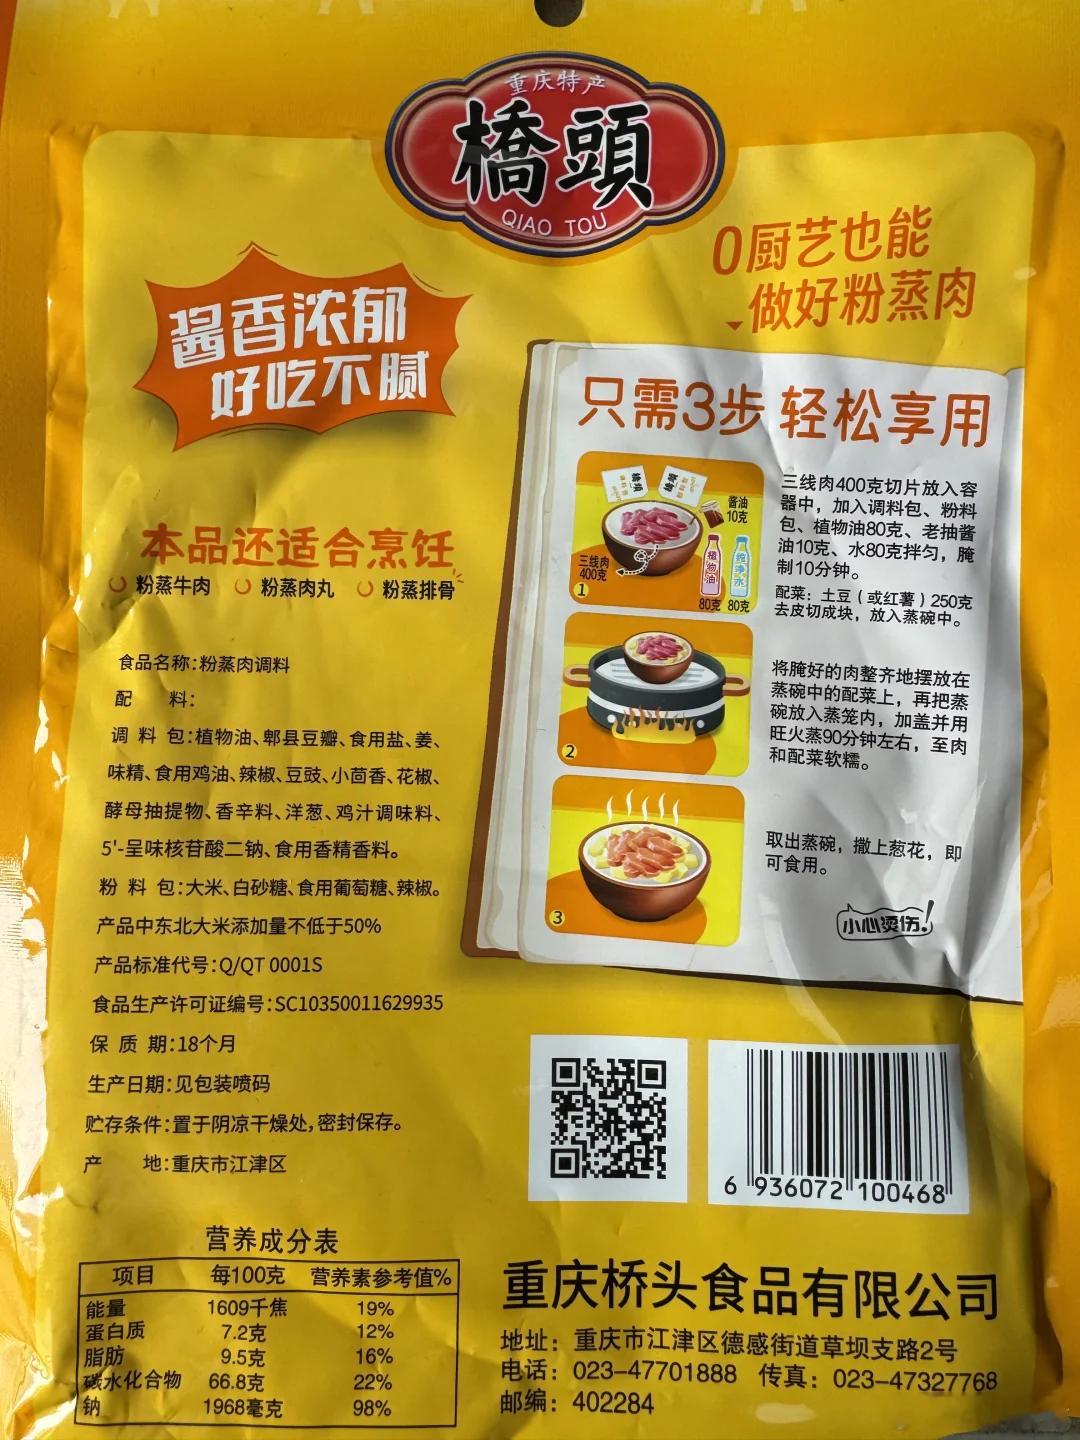 重庆特产
橋頭
QIAO TOU
0厨艺也能
做好粉蒸肉
酱香浓郁
好吃不腻
只需3步 轻松享用
橋頭
橋頭
酱油
10克
三线肉
400克
植物油
纯净水
80克 80克
1
三线肉400克切片放入容
器中，加入调料包、粉料
包、植物油80克、老抽酱
油10克、水80克拌匀，腌
制10分钟。
配菜：土豆（或红薯）250克
去皮切成块，放入蒸碗中。
2
将腌好的肉整齐地摆放在
蒸碗中的配菜上，再把蒸
碗放入蒸笼内，加盖并用
旺火蒸90分钟左右，至肉
和配菜软糯。
3
取出蒸碗，撒上葱花，即
可食用。
小心烫伤!
本品还适合烹饪
粉蒸牛肉 粉蒸肉丸 粉蒸排骨
食品名称:粉蒸肉调料
配 料:
调 料 包:植物油、郫县豆瓣、食用盐、姜、
味精、食用鸡油、辣椒、豆豉、小茴香、花椒、
酵母抽提物、香辛料、洋葱、鸡汁调味料、
5'-呈味核苷酸二钠、食用香精香料。
粉 料 包:大米、白砂糖、食用葡萄糖、辣椒。
产品中东北大米添加量不低于50%
产品标准代号:Q/QT 0001S
食品生产许可证编号:SC10350011629935
保 质 期:18个月
生产日期:见包装喷码
贮存条件:置于阴凉干燥处,密封保存。
产 地:重庆市江津区
6 936072 100468
营养成分表
项目 每100克 营养素参考值%
能量 1609千焦 19%
蛋白质 7.2克 12%
脂肪 9.5克 16%
碳水化合物 66.8克 22%
钠 1968毫克 98%
重庆桥头食品有限公司
地址：重庆市江津区德感街道草坝支路2号
电话：023-47701888 传真：023-47327768
邮编：402284